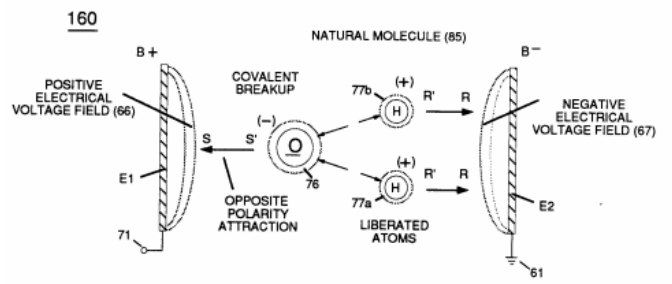 160
NATURAL MOLECULE (85)
B+
B-
POSITIVE
ELECTRICAL
VOLTAGE FIELD (66)
COVALENT
BREAKUP
77b
(+)
H
R'
R
NEGATIVE
ELECTRICAL
VOLTAGE FIELD (67)
(-)
S
S'
O
76
(+)
H
R'
R
E1
OPPOSITE
POLARITY
ATTRACTION
77a
LIBERATED
ATOMS
E2
71
61